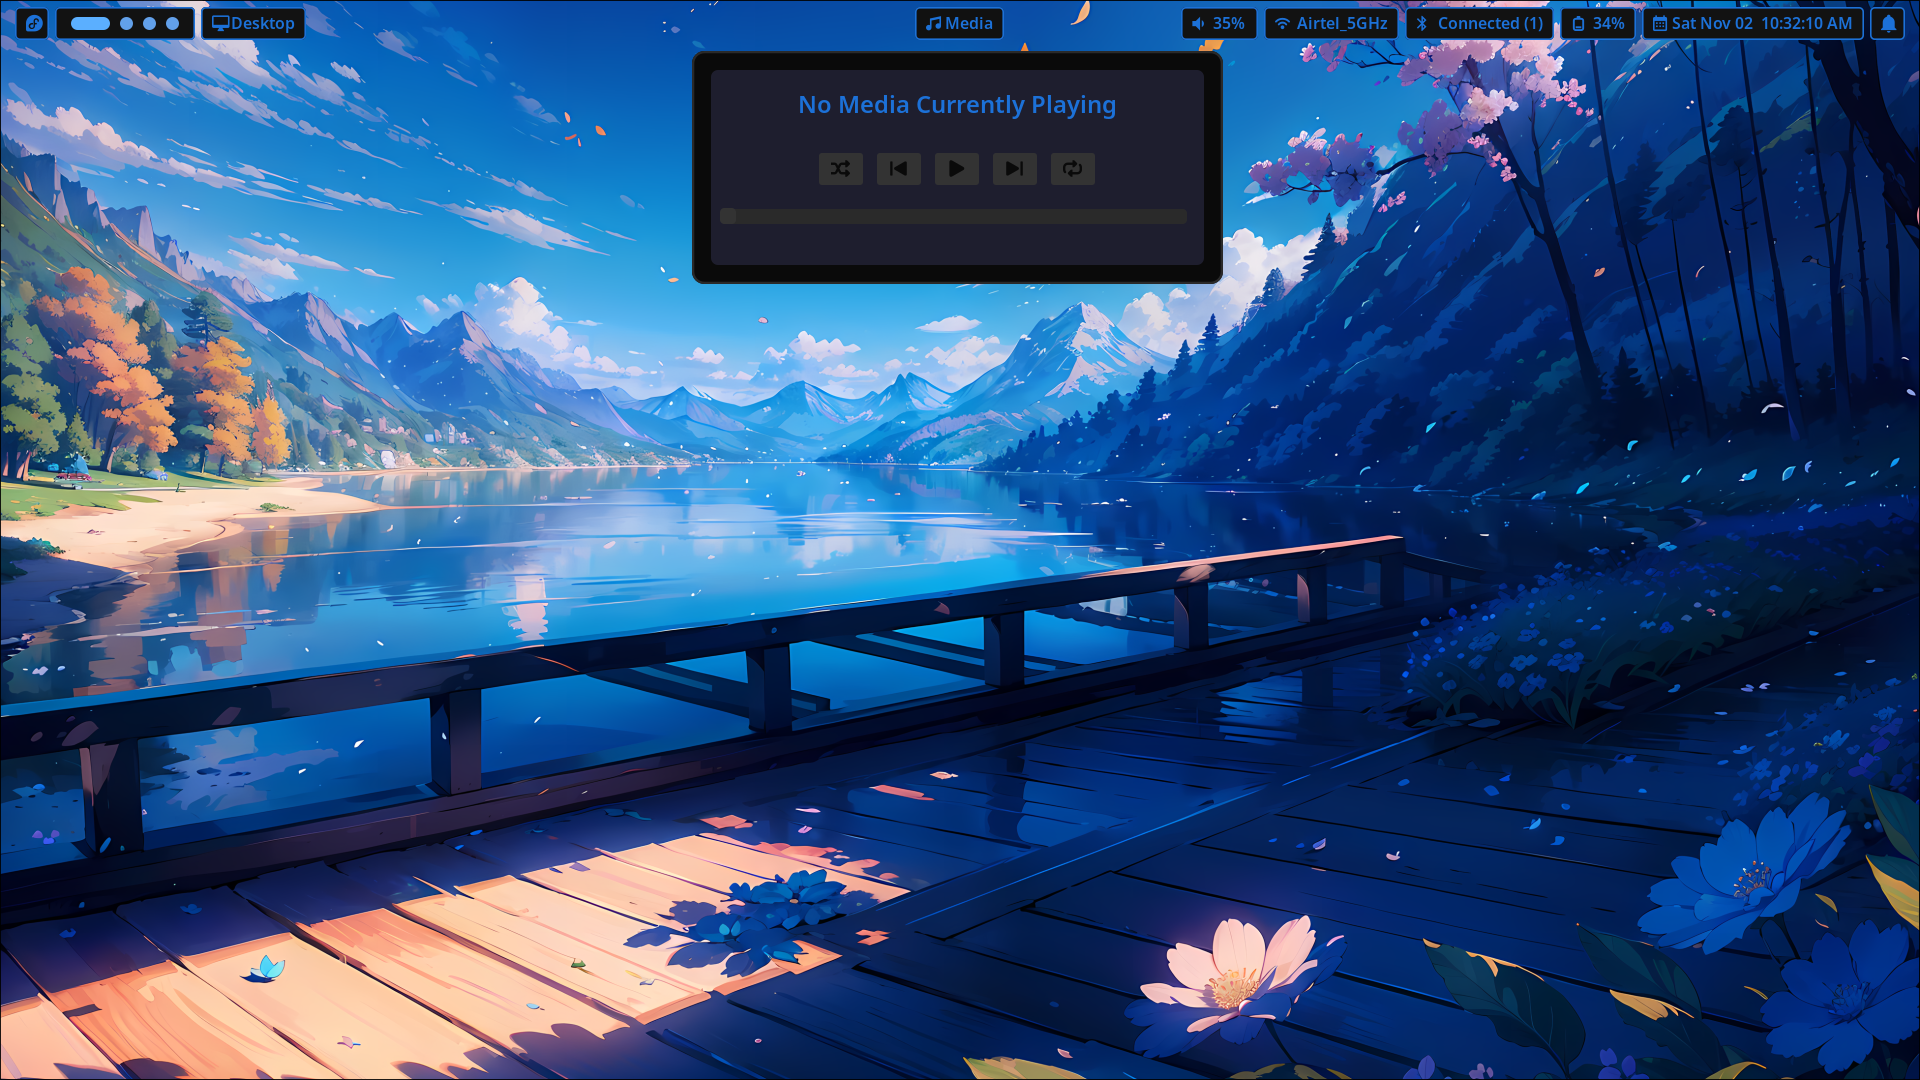 Desktop
Media
35%
Airtel_5GHz
Connected (1)
34%
Sat Nov 02 10:32:10 AM
No Media Currently Playing